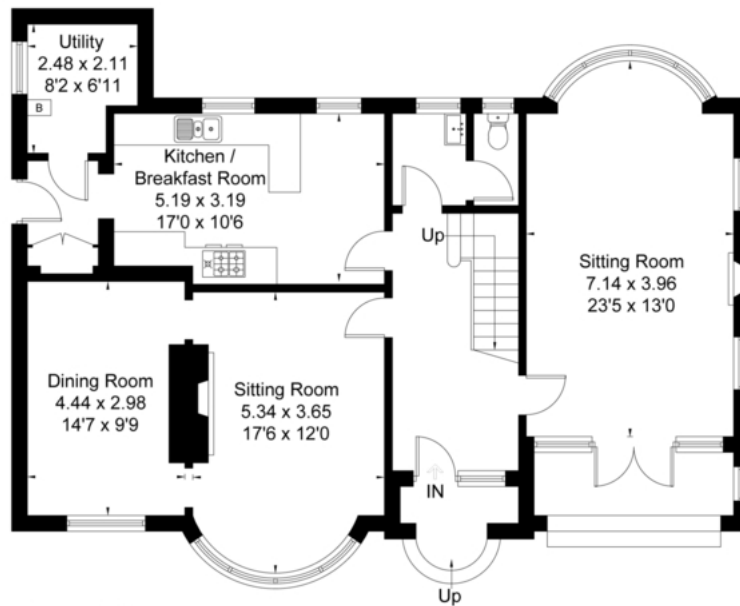 Utility
2.48 x 2.11
8'2 x 6'11
B
Kitchen /
Breakfast Room
5.19 x 3.19
17'0 x 10'6
Up
Sitting Room
7.14 x 3.96
23'5 x 13'0
Dining Room
4.44 x 2.98
14'7 x 9'9
Sitting Room
5.34 x 3.65
17'6 x 12'0
IN
Up